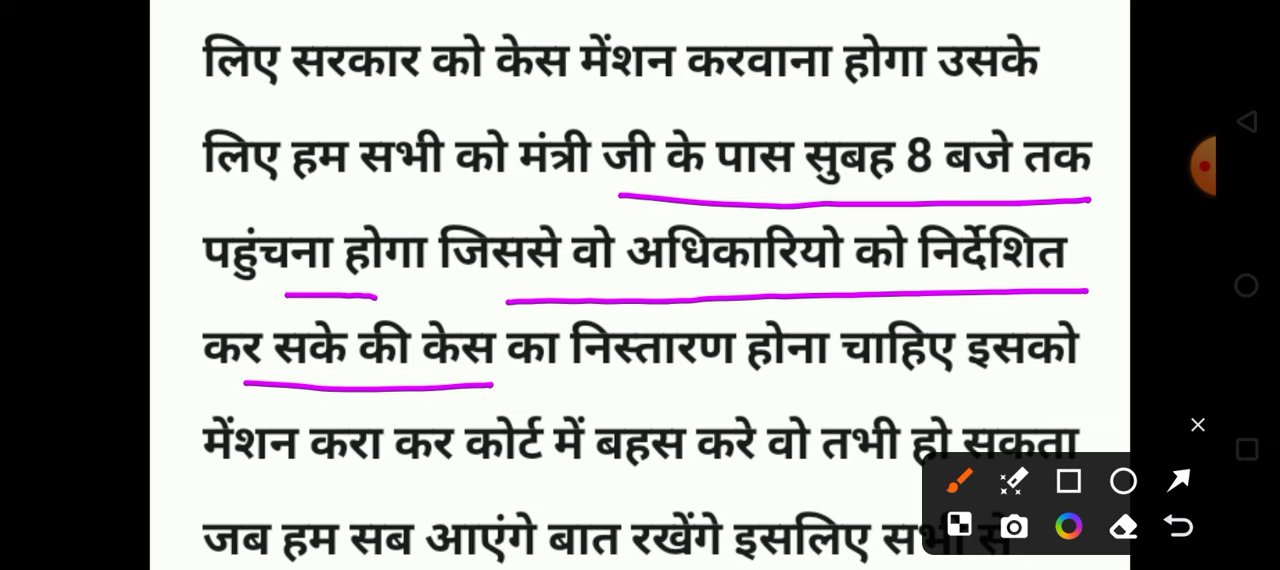 लिए सरकार को केस मेंशन करवाना होगा उसके
लिए हम सभी को मंत्री जी के पास सुबह 8 बजे तक
पहुंचना होगा जिससे वो अधिकारियो को निर्देशित
कर सके की केस का निस्तारण होना चाहिए इसको
मेंशन करा कर कोर्ट में बहस करे वो तभी हो सकता
जब हम सब आएंगे बात रखेंगे इसलिए सभी से